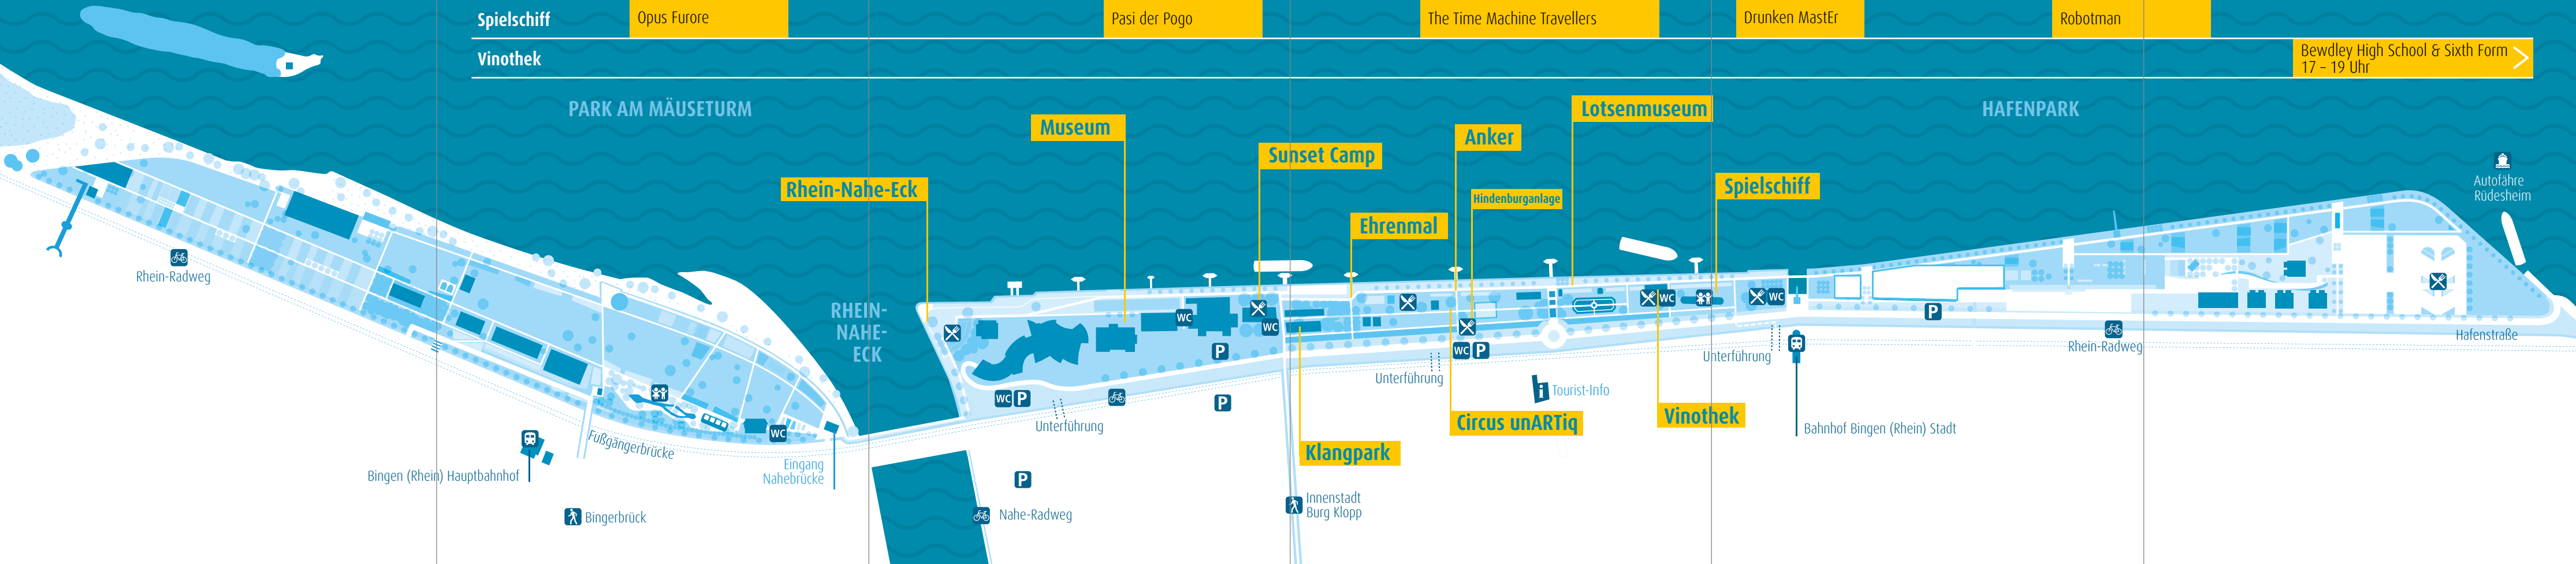 Spielschiff
Opus Furore
Pasi der Pogo
The Time Machine Travellers
Drunken MastEr
Robotman
Vinothek
Bewdley High School & Sixth Form
17 – 19 Uhr
PARK AM MÄUSETURM
HAFENPARK
Museum
Lotsenmuseum
Anker
Sunset Camp
Rhein-Nahe-Eck
Hindenburganlage
Spielschiff
Ehrenmal
Autofähre
Rüdesheim
Rhein-Radweg
RHEIN-
NAHE-
ECK
WC
WC
WC
WC
P
P
WC P
Hafenstraße
Rhein-Radweg
Unterführung
Unterführung
i Tourist-Info
WC P
P
Unterführung
Circus unARTiq
Vinothek
Bahnhof Bingen (Rhein) Stadt
WC
Fußgängerbrücke
Klangpark
Eingang
Nahebrücke
Bingen (Rhein) Hauptbahnhof
P
Innenstadt
Burg Klopp
Bingerbrück
Nahe-Radweg